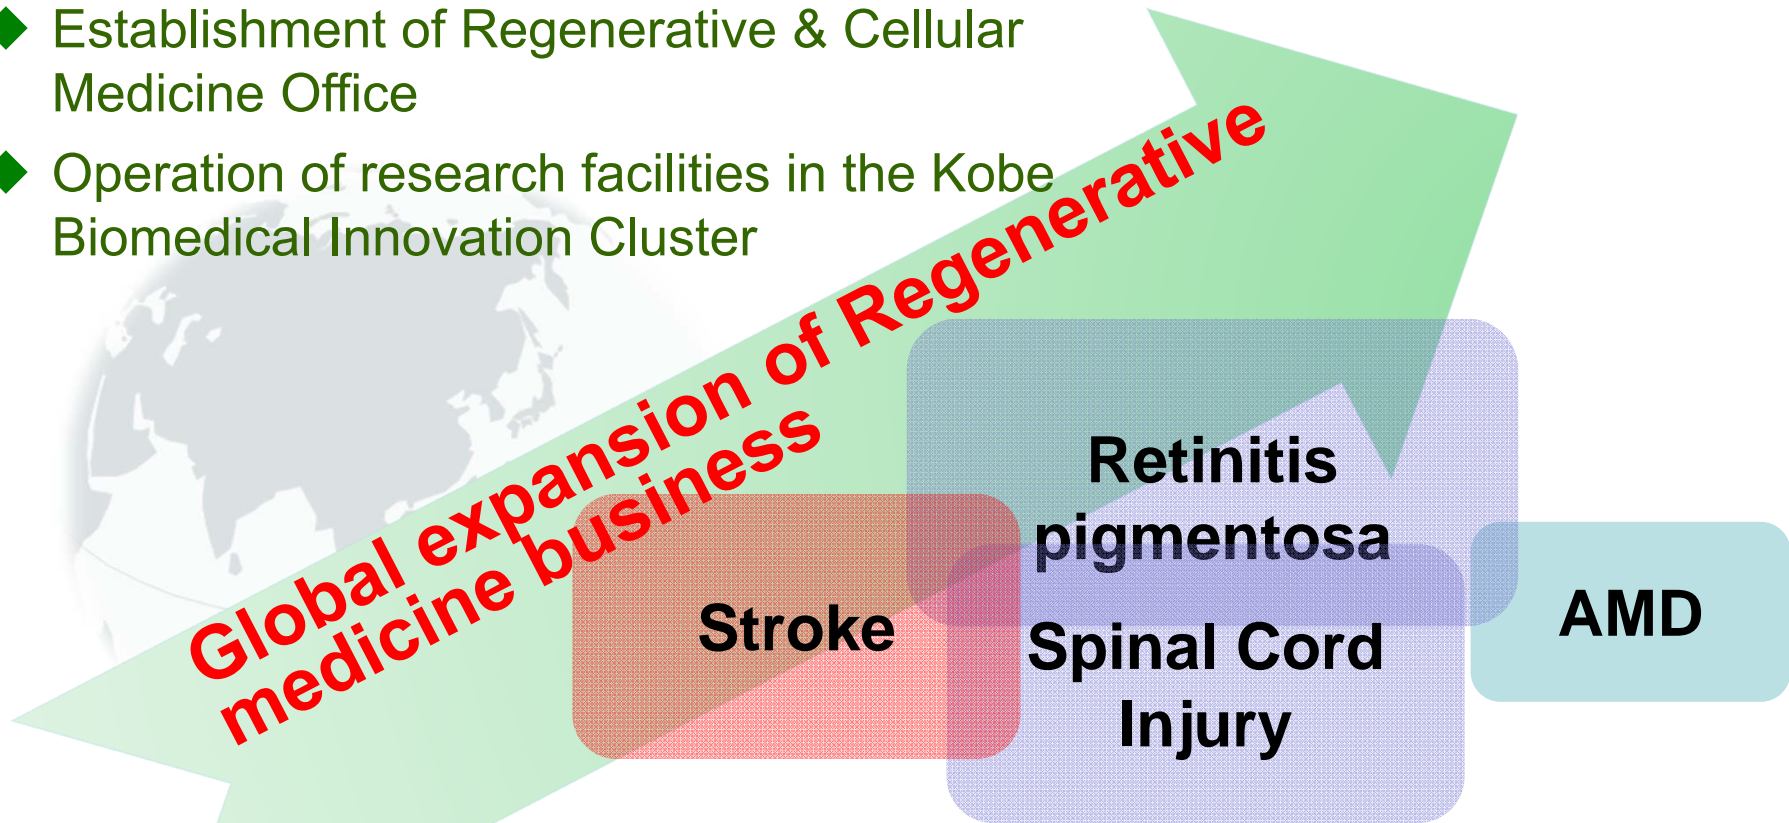 Establishment of Regenerative & Cellular
Medicine Office
Operation of research facilities in the Kobe
Biomedical Innovation Cluster
Global expansion of Regenerative
medicine business
Retinitis
pigmentosa
Stroke
Spinal Cord
Injury
AMD